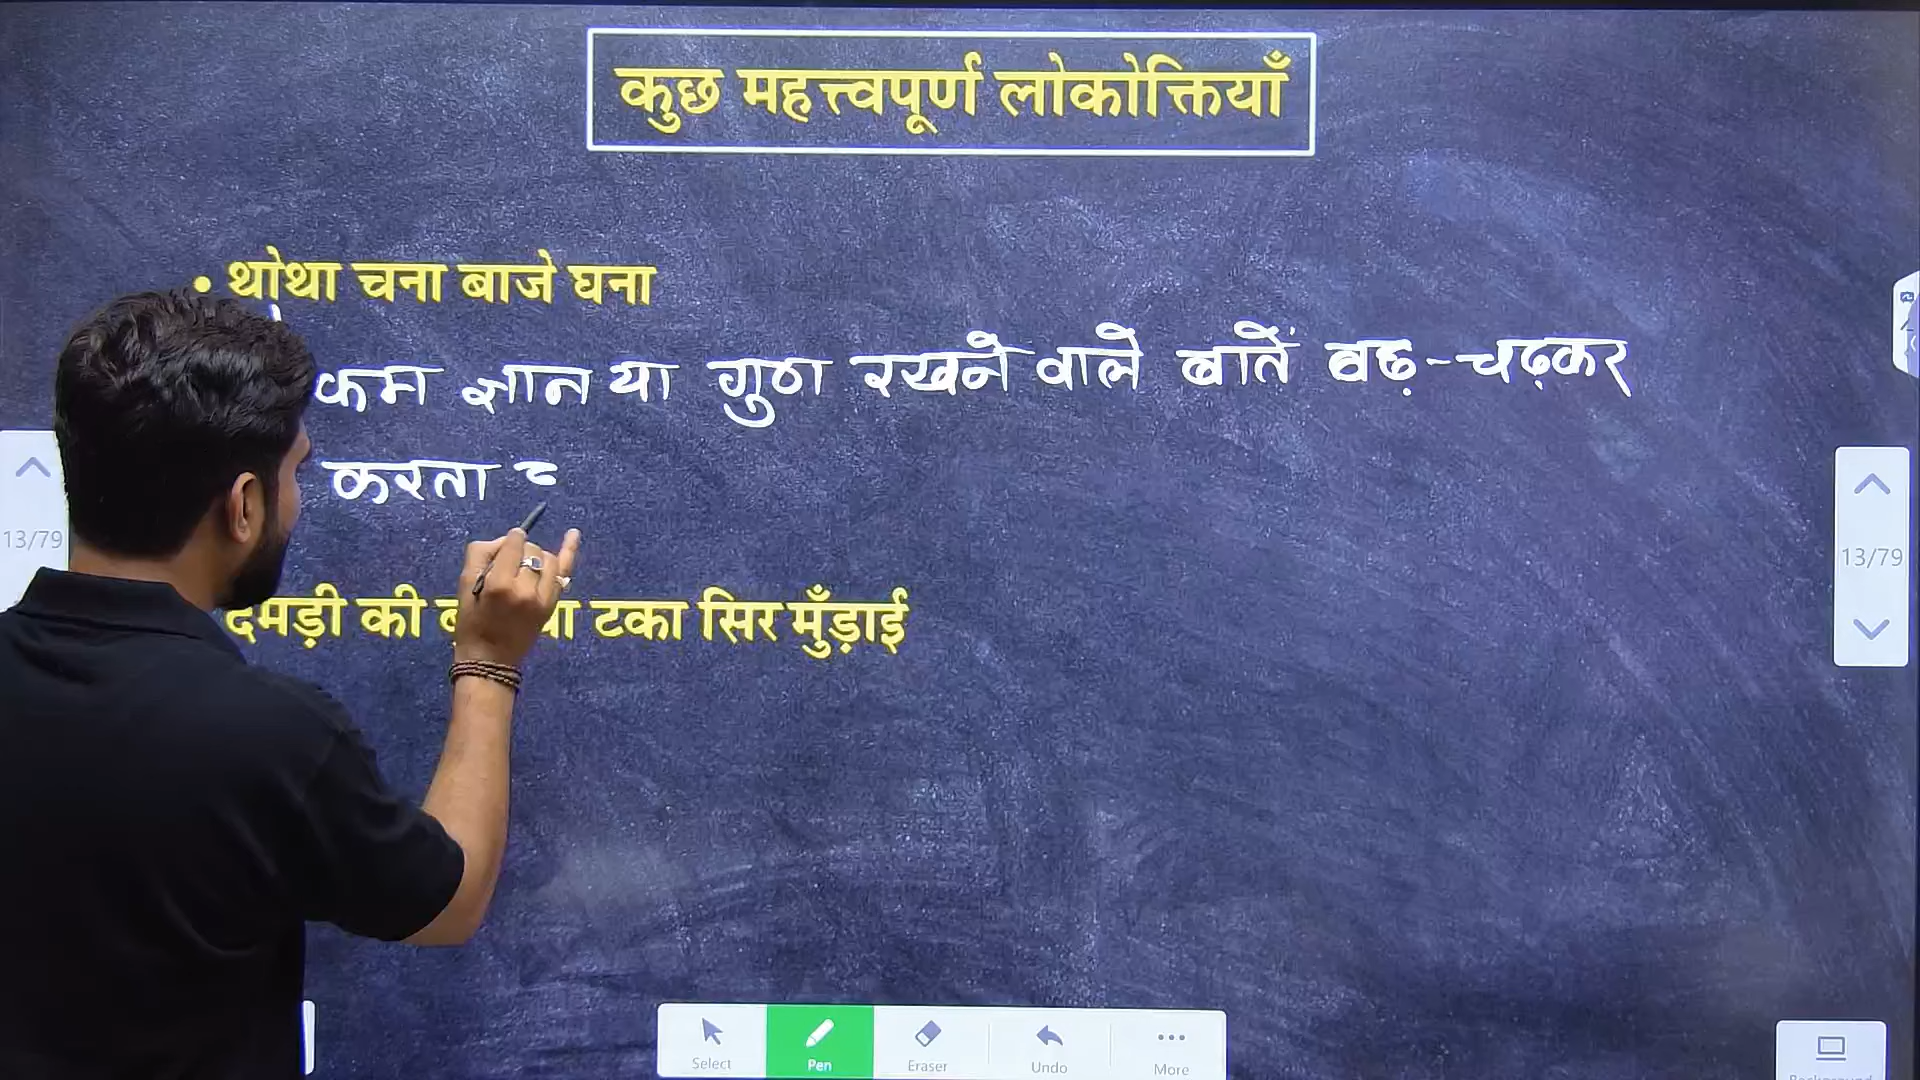 कुछ महत्त्वपूर्ण लोकोक्तियाँ
• थोथा चना बाजे घना
कम ज्ञान या गुण रखने वाले बातें बढ़-चढ़कर
करता
दमड़ी की टका सिर मुँड़ाई
13/79
13/79
Select
Pen
Eraser
Undo
More